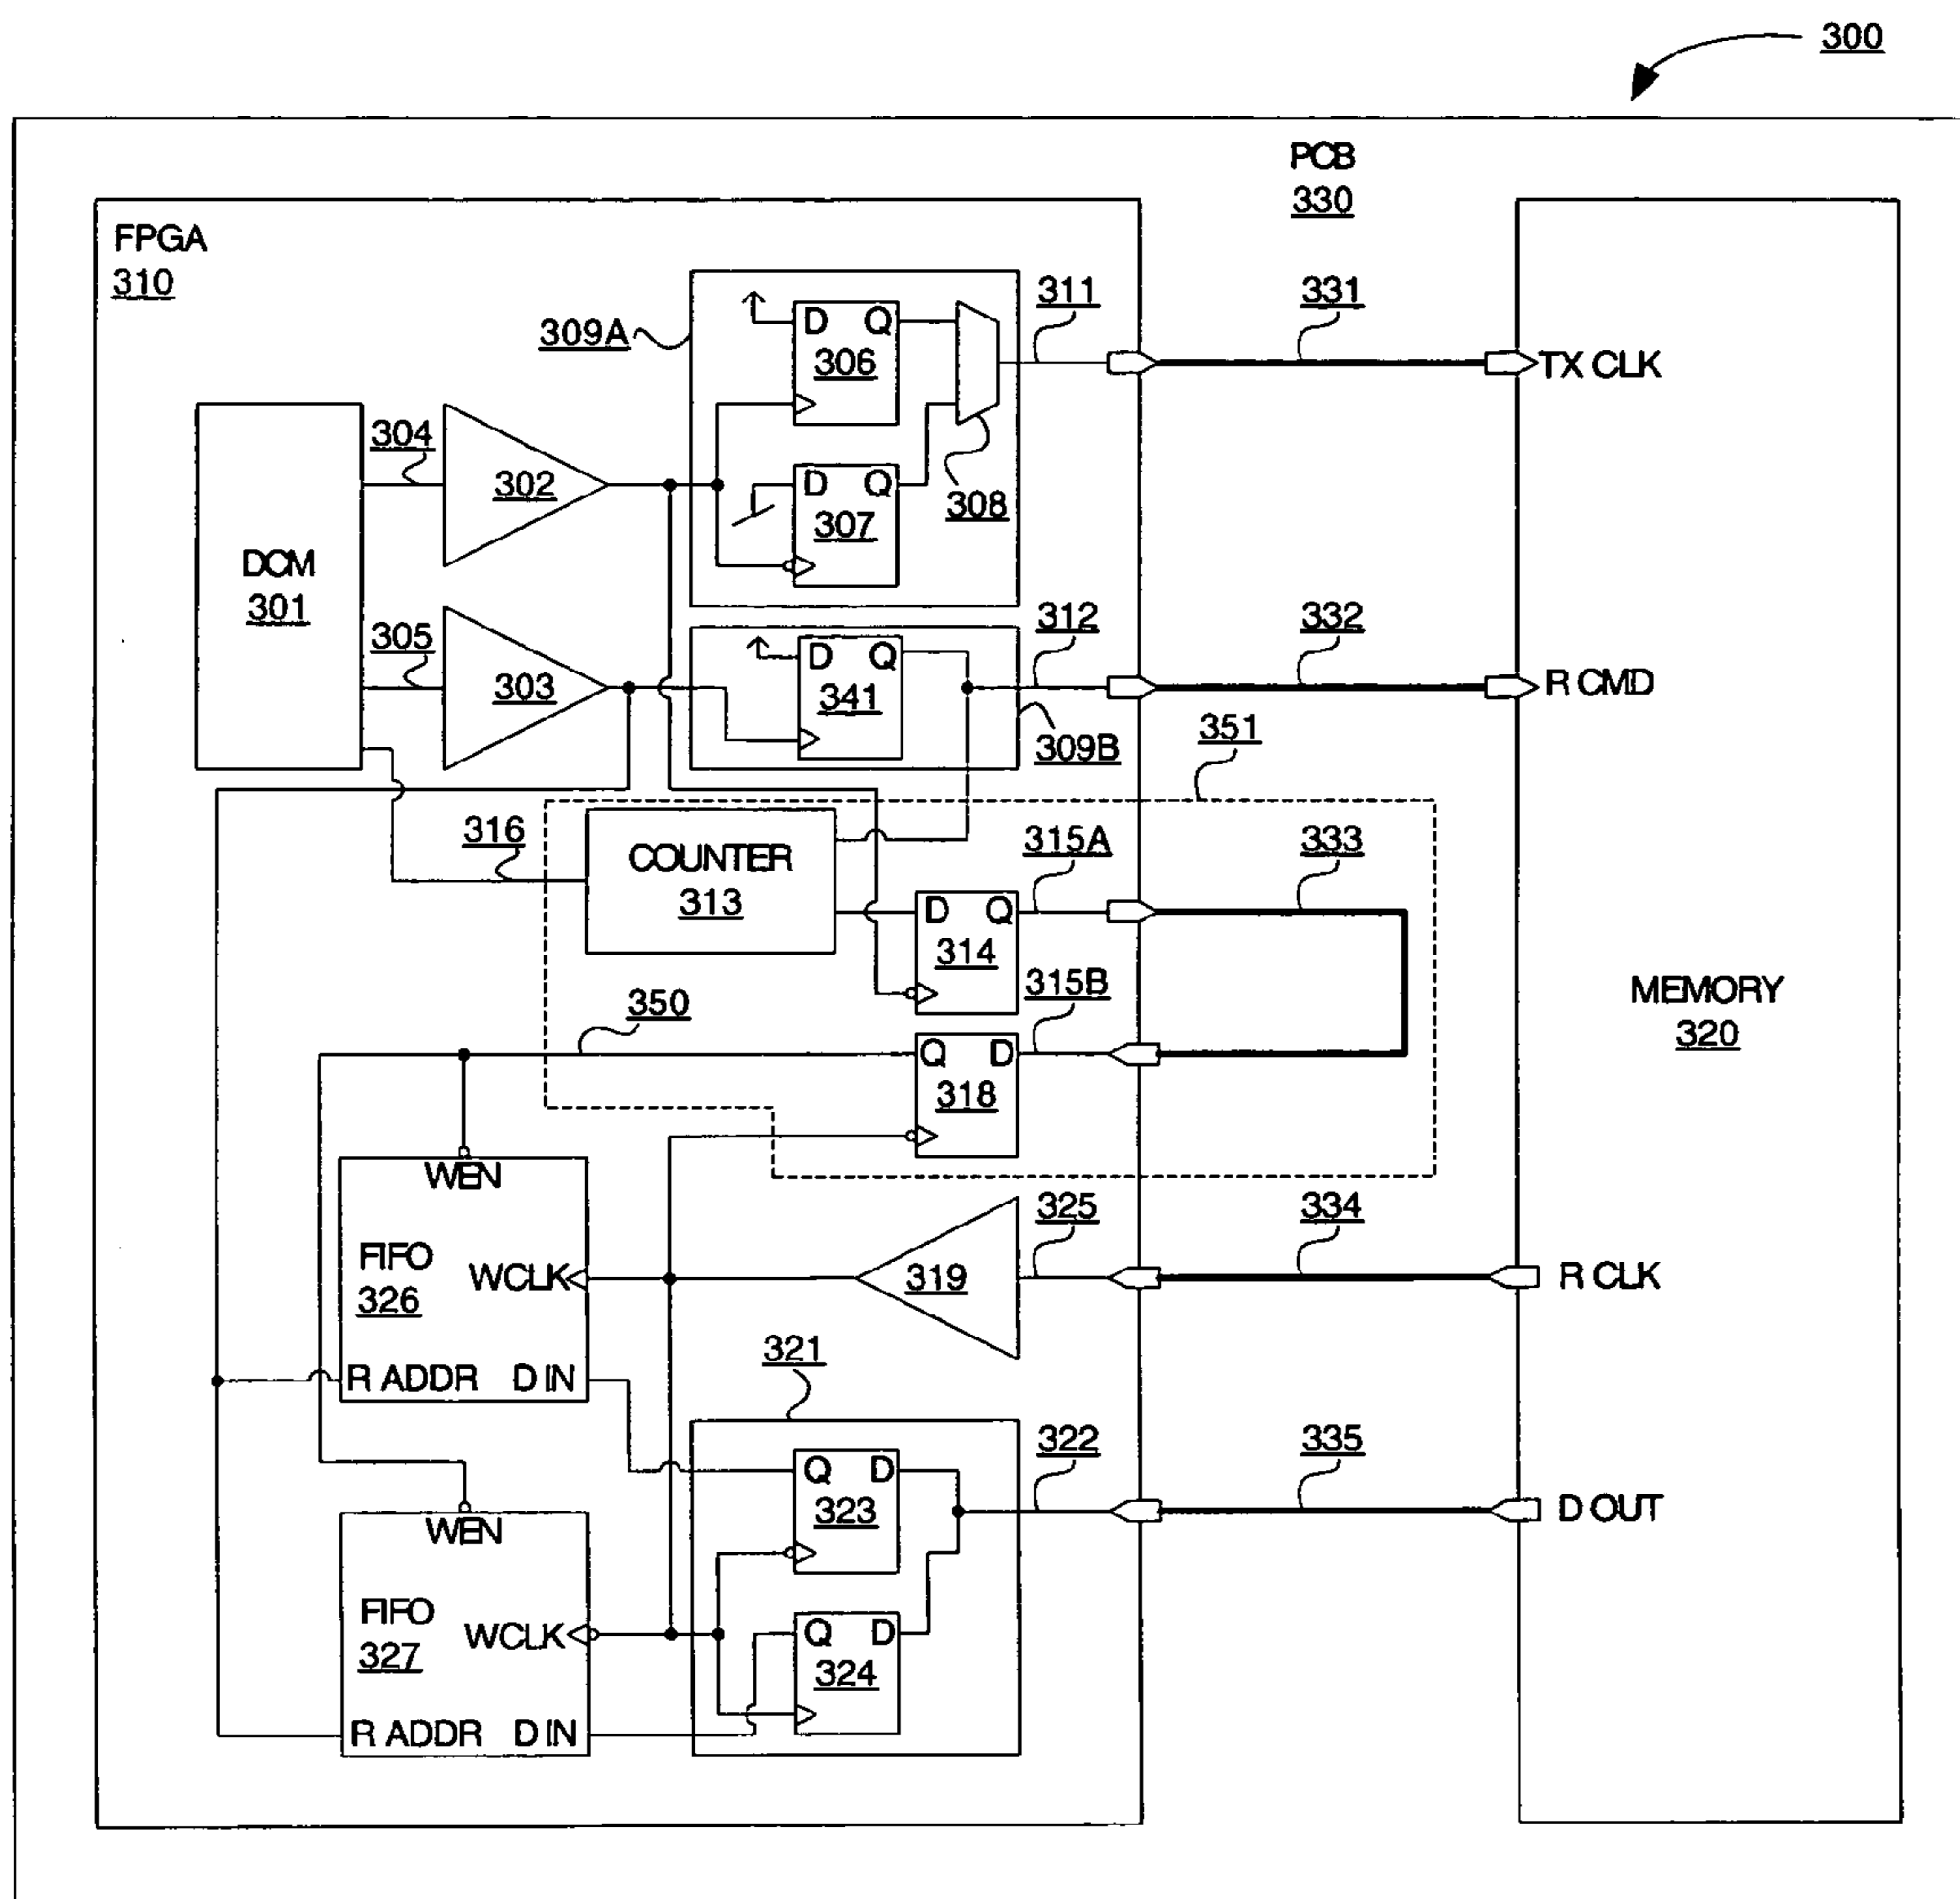 300
PCB
330
FPGA
310
309A
D Q
306
311
331
TX CLK
304
302
D Q
307
308
DCM
301
305
303
D Q
341
312
332
R CMD
309B
351
316
COUNTER
313
315A
333
D Q
314
350
315B
MEMORY
320
Q D
318
WEN
FIFO
326
WCLK
R ADDR D IN
319
325
334
R CLK
321
322
335
D OUT
Q D
323
WEN
FIFO
327
WCLK
R ADDR D IN
Q D
324